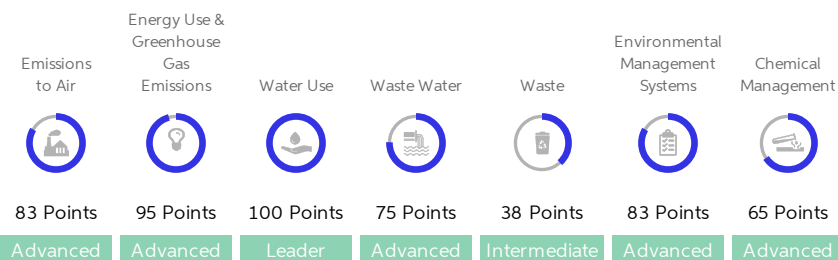 Emissions
to Air
83 Points
Advanced
Energy Use &
Greenhouse
Gas
Emissions
95 Points
Advanced
Water Use
100 Points
Leader
Waste Water
75 Points
Advanced
Waste
38 Points
Intermediate
Environmental
Management
Systems
83 Points
Advanced
Chemical
Management
65 Points
Advanced